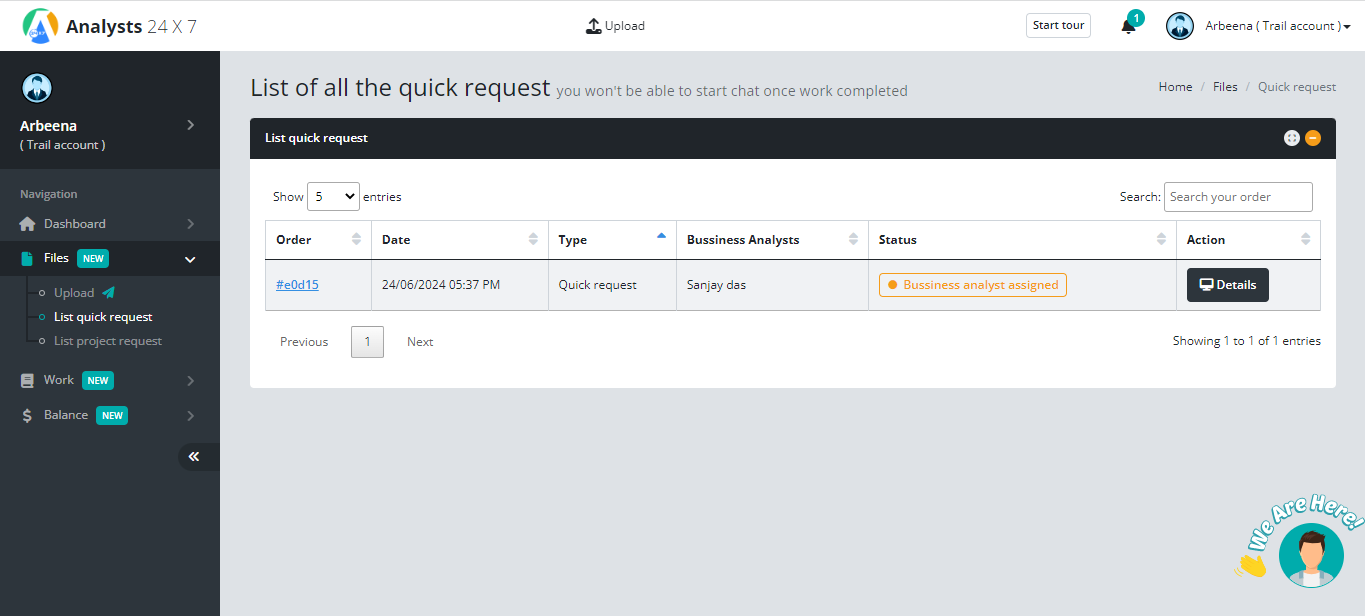 Analysts 24 X 7
Upload
Start tour
1
Arbeena ( Trail account )
Arbeena
( Trail account )
Navigation
Dashboard
Files NEW
Upload
List quick request
List project request
Work NEW
Balance NEW
List of all the quick request you won't be able to start chat once work completed
Home / Files / Quick request
List quick request
Show 5 entries
Search: Search your order
Order Date Type Bussiness Analysts Status Action
#e0d15 24/06/2024 05:37 PM Quick request Sanjay das Bussiness analyst assigned Details
Previous 1 Next
Showing 1 to 1 of 1 entries
We Are Here!